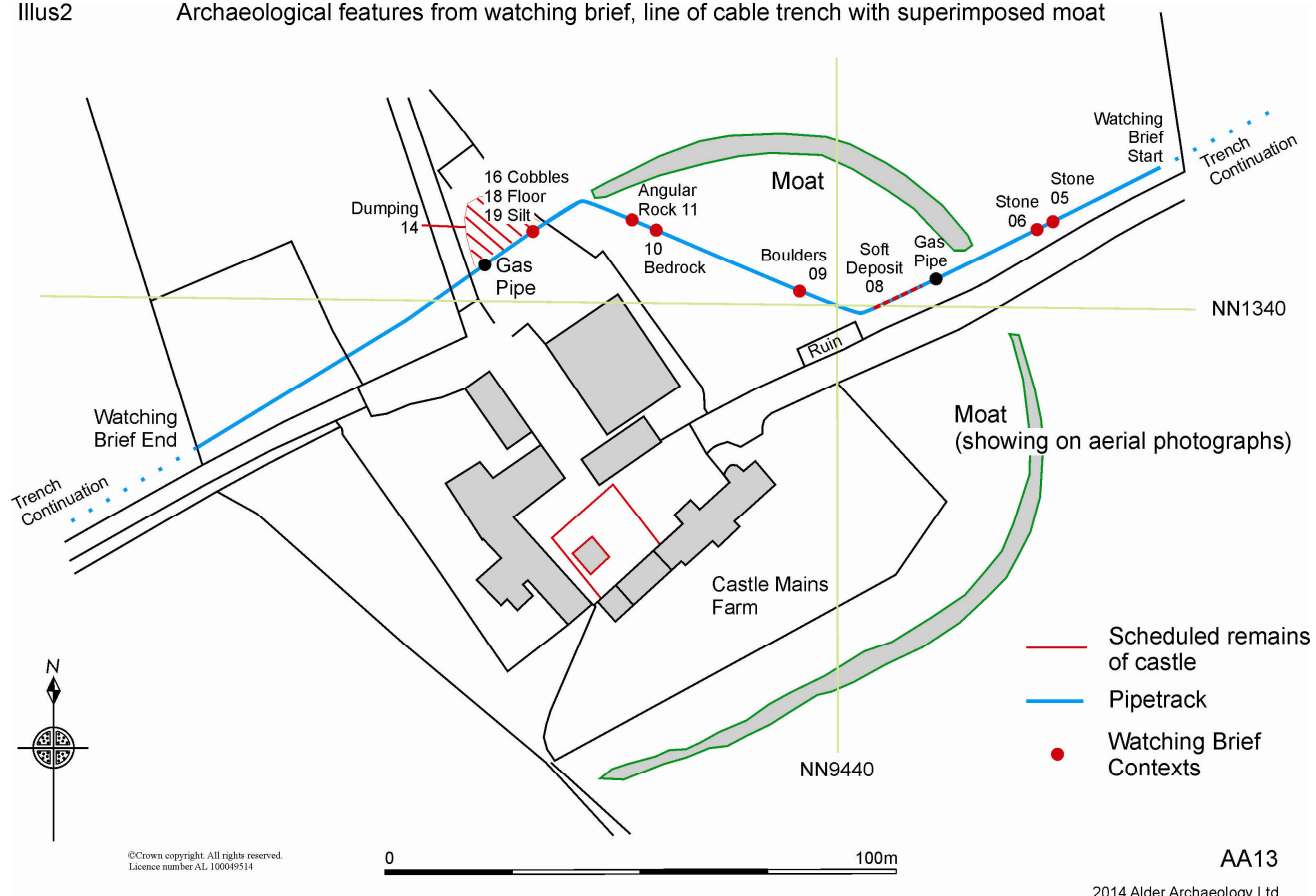 Illus2 Archaeological features from watching brief, line of cable trench with superimposed moat
Watching
Brief
Start
Trench
Continuation
16 Cobbles
18 Floor
19 Silt
Dumping
14
Gas
Pipe
Angular
Rock 11
10
Bedrock
Moat
Boulders
09
Soft
Deposit
08
Gas
Pipe
Stone
06
Stone
05
NN1340
Ruin
Watching
Brief End
Trench
Continuation
Moat
(showing on aerial photographs)
Castle Mains
Farm
Scheduled remains
of castle
Pipetrack
Watching Brief
Contexts
N
NN9440
©Crown copyright. All rights reserved.
Licence number AL 100049514
0 100m
AA13
2014 Alder Archaeology Ltd